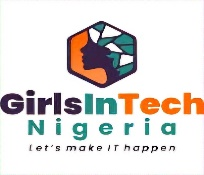 GirlsInTech
Nigeria
Let's make IT happen